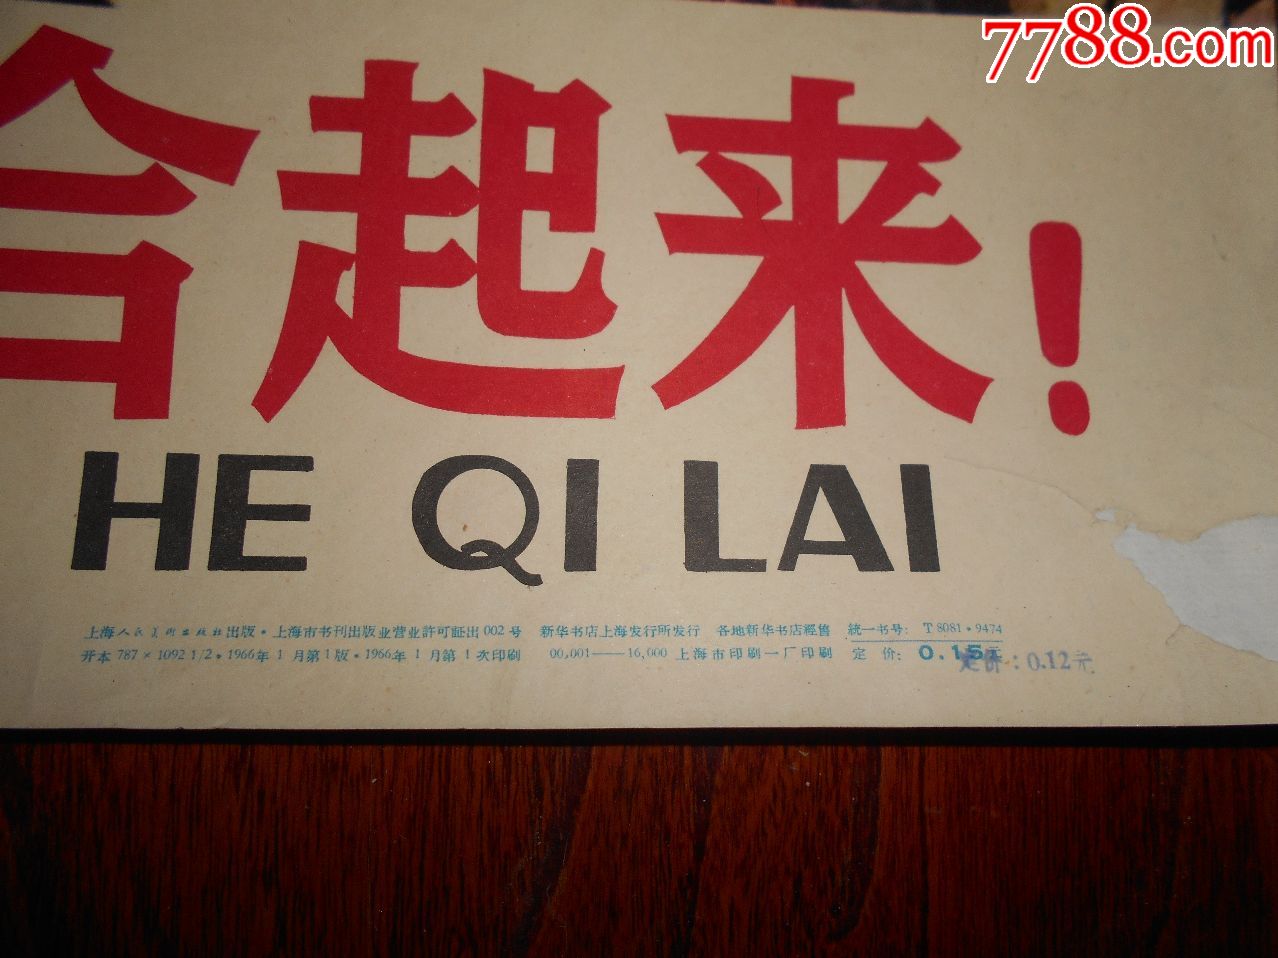 7788.com
合起来!
HE QI LAI
上海人民美術出版社出版·上海市书刊出版业营业許可証出002号 新华书店上海发行所发行 各地新华书店經售 統一书号: T8081·9474
开本 787×1092 1/2·1966年1月第1版·1966年1月第1次印刷 00,001——16,000 上海市印刷一厂印刷 定价: 0.15元
定价:0.12元